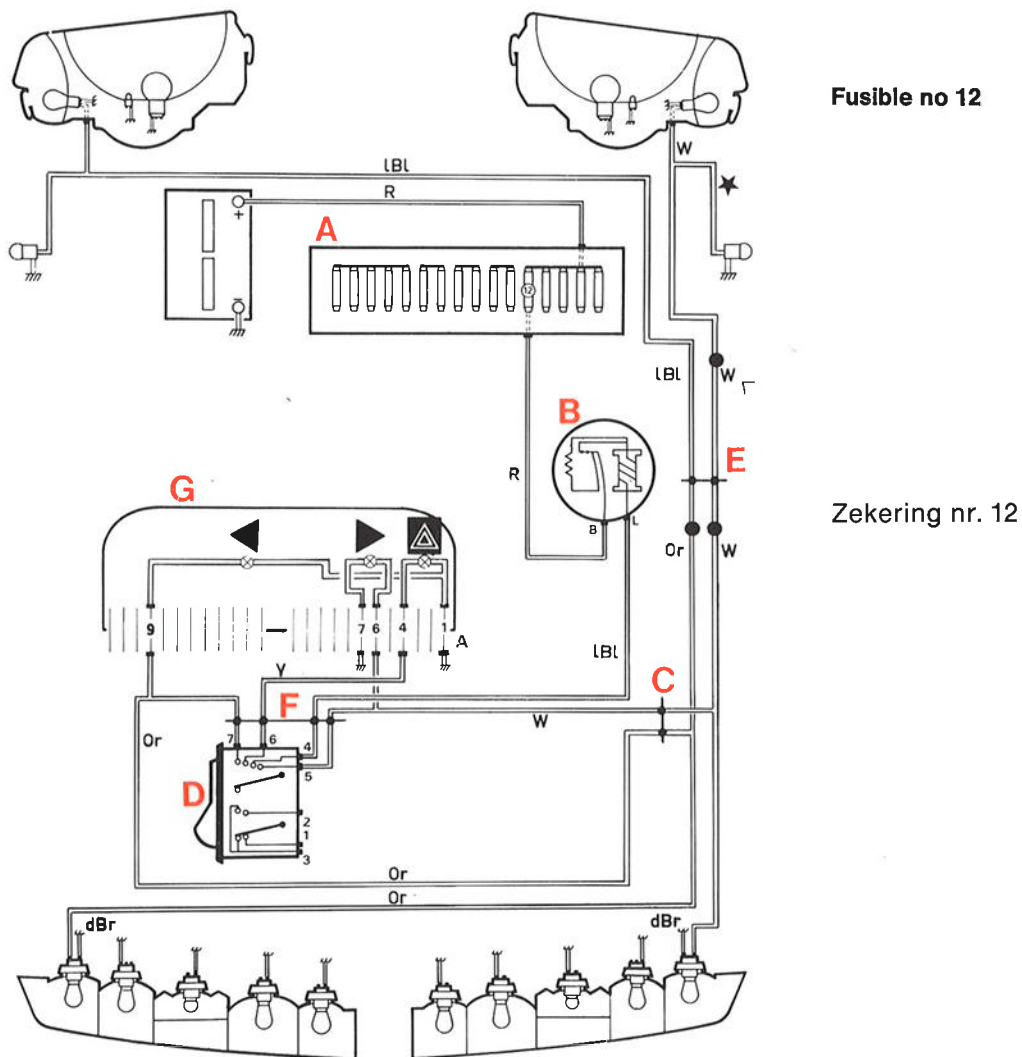 Fusible no 12
W
lBl
R
A
+
–
12
lBl
W
B
E
R
B
L
G
Zekering nr. 12
Or
W
9
7
6
4
1
A
lBl
Y
C
F
W
Or
7
6
4
5
D
2
1
3
Or
Or
dBr
dBr